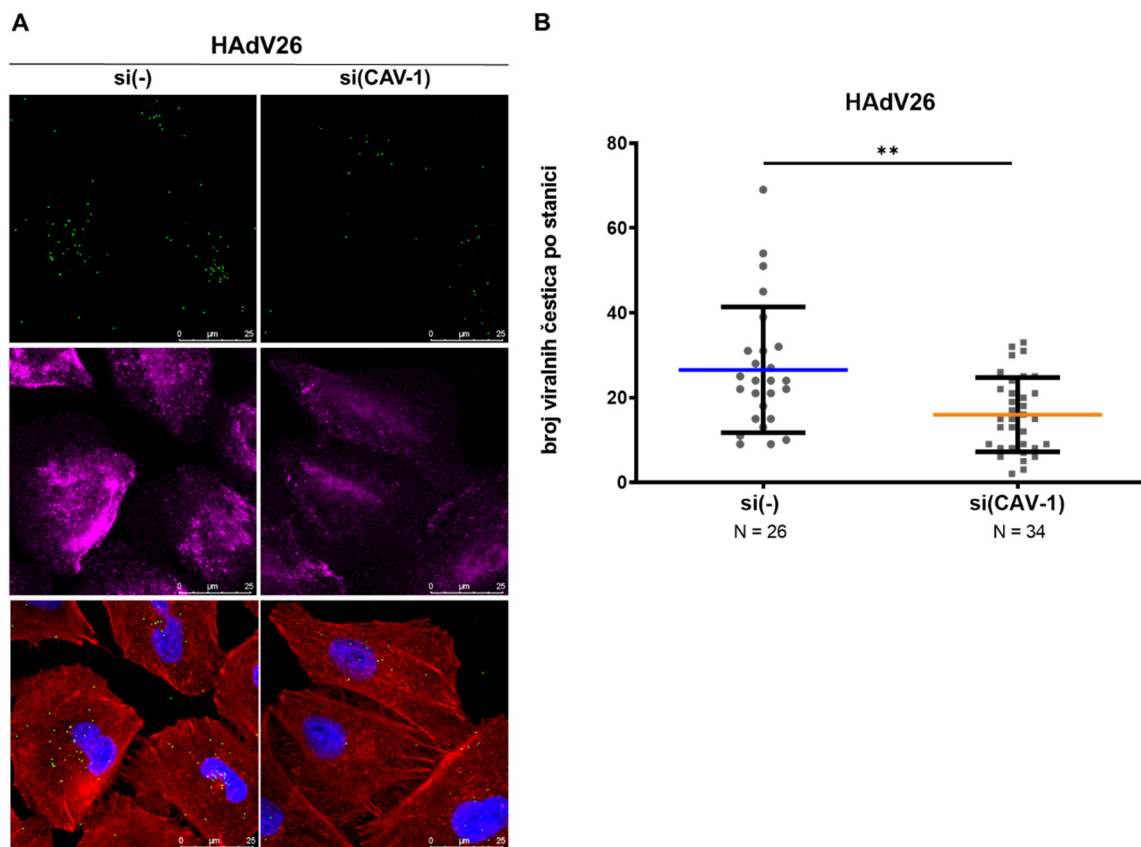 A
HAdV26
si(-)
si(CAV-1)
0 µm 25
0 µm 25
0 µm 25
0 µm 25
0 µm 25
0 µm 25
B
HAdV26
**
broj viralnih čestica po stanici
80
60
40
20
0
si(-)
si(CAV-1)
N = 26
N = 34